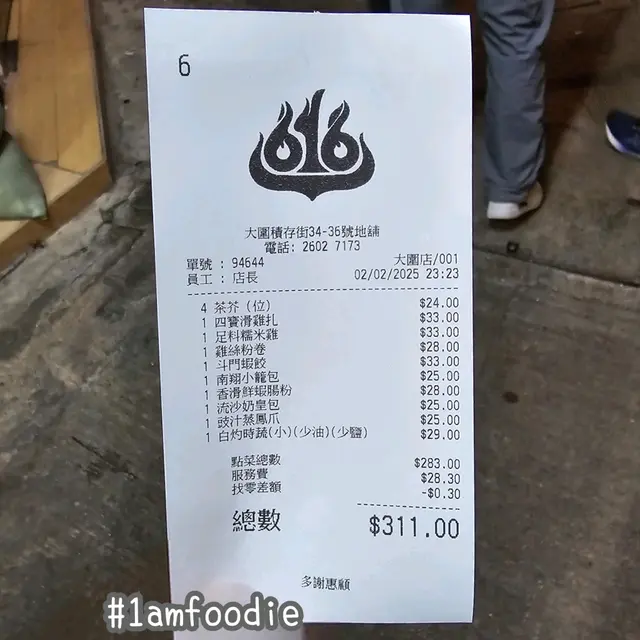 6
616
大圍積存街34-36號地舖
電話: 2602 7173
單號 : 94644 大圍店/001
員工 : 店長 02/02/2025 23:23
4 茶芥 (位) $24.00
1 四寶滑雞扎 $33.00
1 足料糯米雞 $33.00
1 雞絲粉卷 $28.00
1 斗門蝦餃 $33.00
1 南翔小籠包 $25.00
1 香滑鮮蝦腸粉 $28.00
1 流沙奶皇包 $25.00
1 豉汁蒸鳳爪 $25.00
1 白灼時蔬(小)(少油)(少鹽) $29.00
點菜總數 $283.00
服務費 $28.30
找零差額 -$0.30
總數 $311.00
多謝惠顧
#1amfoodie